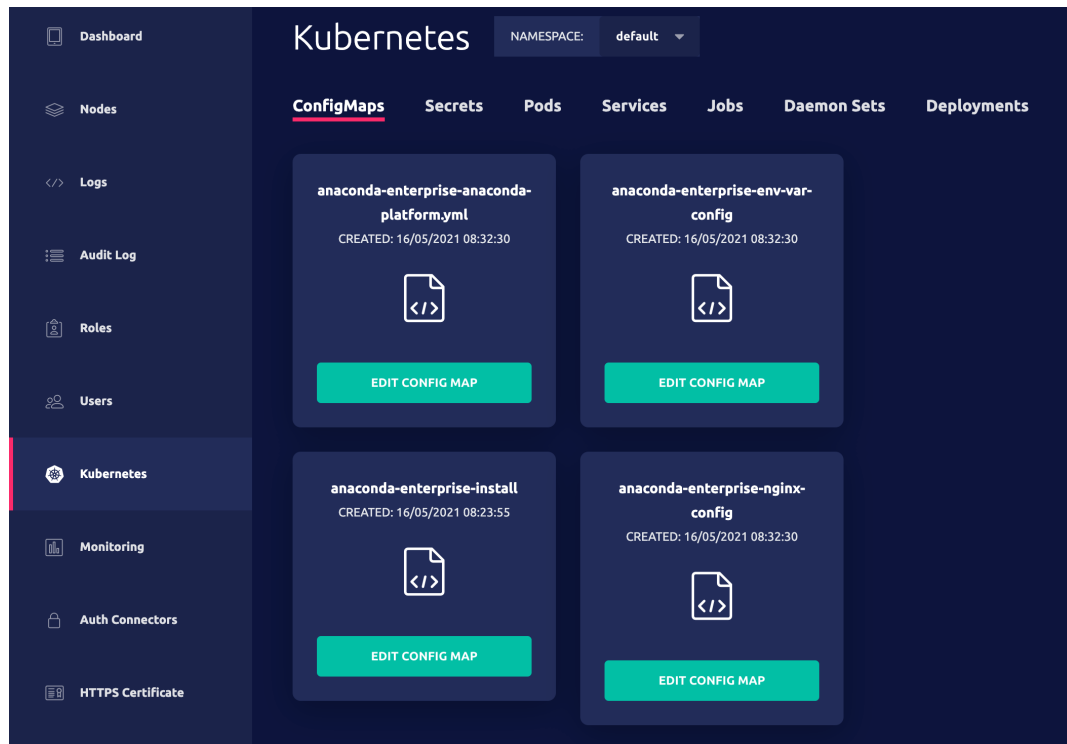 Dashboard
Nodes
Logs
Audit Log
Roles
Users
Kubernetes
Monitoring
Auth Connectors
HTTPS Certificate
Kubernetes
NAMESPACE: default
ConfigMaps Secrets Pods Services Jobs Daemon Sets Deployments
anaconda-enterprise-anaconda-
platform.yml
CREATED: 16/05/2021 08:32:30
</>
EDIT CONFIG MAP
anaconda-enterprise-env-var-
config
CREATED: 16/05/2021 08:32:30
</>
EDIT CONFIG MAP
anaconda-enterprise-install
CREATED: 16/05/2021 08:23:55
</>
EDIT CONFIG MAP
anaconda-enterprise-nginx-
config
CREATED: 16/05/2021 08:32:30
</>
EDIT CONFIG MAP